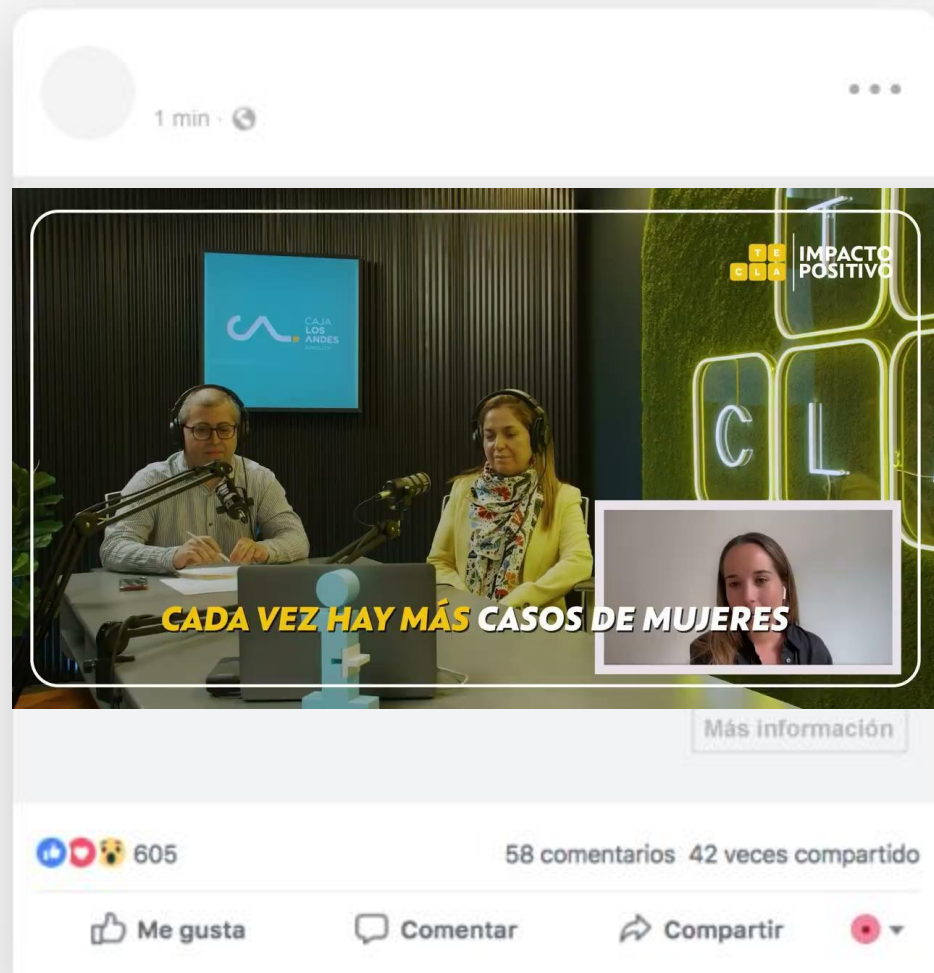 1 min ·
T E
C L A
IMPACTO
POSITIVO
T
CAJA
LOS
ANDES
C L
CADA VEZ HAY MÁS CASOS DE MUJERES
Más información
605
58 comentarios 42 veces compartido
Me gusta
Comentar
Compartir